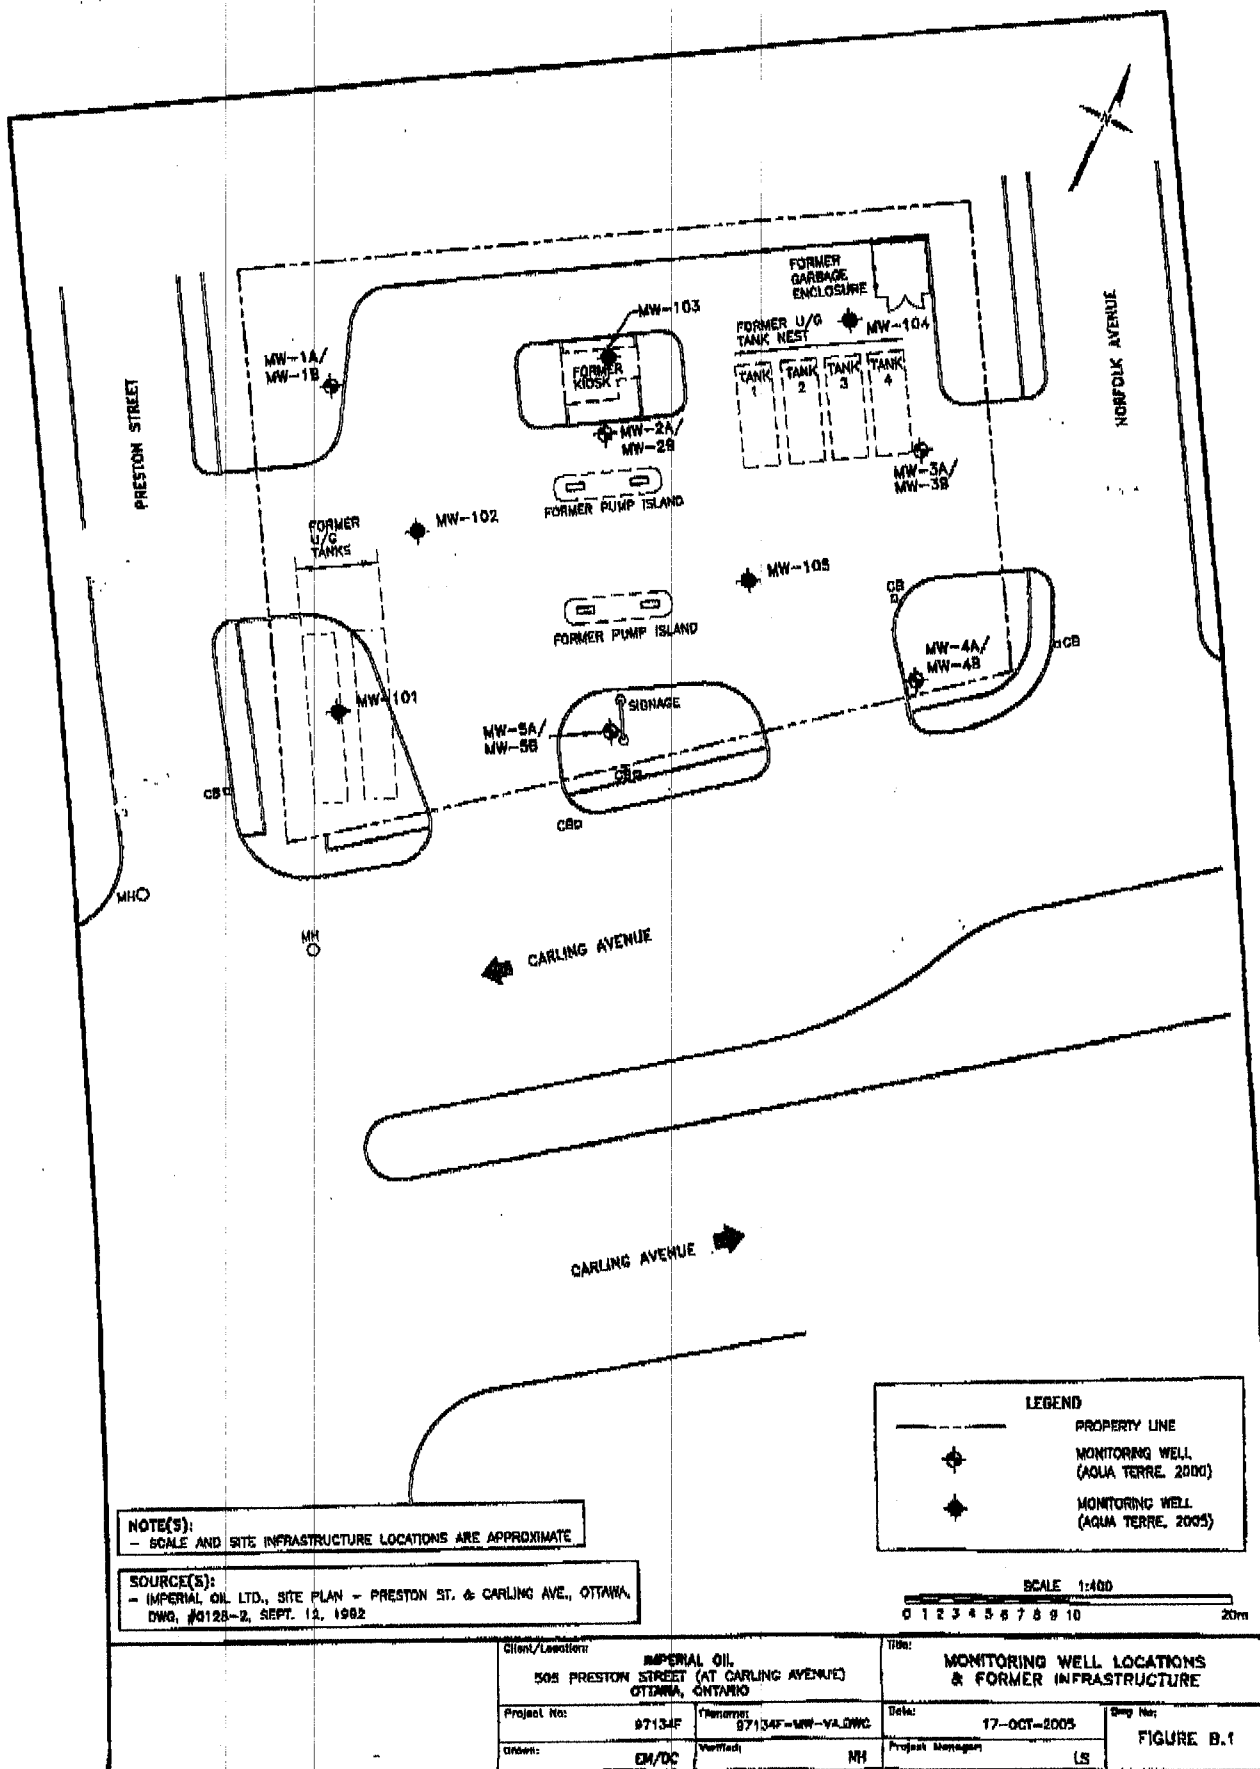 N
FORMER
GARBAGE
ENCLOSURE
MW-103
FORMER U/G
TANK NEST
MW-104
MW-1A/
MW-1B
FORMER
KIOSK
TANK
1
TANK
2
TANK
3
TANK
4
PRESTON STREET
NORFOLK AVENUE
MW-2A/
MW-2B
MW-3A/
MW-3B
FORMER PUMP ISLAND
FORMER
U/G
TANKS
MW-102
MW-105
CB
FORMER PUMP ISLAND
MW-4A/
MW-4B
CB
MW-101
SIGNAGE
MW-5A/
MW-5B
CB
CB
CB
MH
MH
CARLING AVENUE
CARLING AVENUE
LEGEND
PROPERTY LINE
MONITORING WELL
(AQUA TERRE, 2000)
MONITORING WELL
(AQUA TERRE, 2005)
NOTE(S):
- SCALE AND SITE INFRASTRUCTURE LOCATIONS ARE APPROXIMATE
SOURCE(S):
- IMPERIAL OIL LTD., SITE PLAN - PRESTON ST. & CARLING AVE., OTTAWA,
DWG, #0128-2, SEPT. 12, 1992
SCALE 1:400
0 1 2 3 4 5 6 7 8 9 10 20m
Client/Location:
IMPERIAL OIL
505 PRESTON STREET (AT CARLING AVENUE)
OTTAWA, ONTARIO
Title:
MONITORING WELL LOCATIONS
& FORMER INFRASTRUCTURE
Project No:
97134F
Filename:
97134F-MW-VA.DWG
Date:
17-OCT-2005
Dwg No:
FIGURE B.1
Drawn:
EM/DC
Verified:
NH
Project Manager:
LS